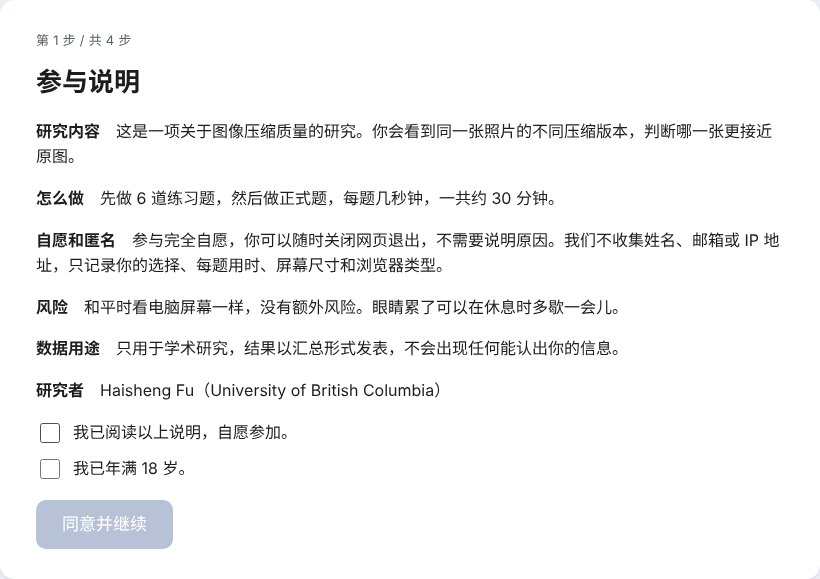 第 1 步 / 共 4 步
参与说明
研究内容 这是一项关于图像压缩质量的研究。你会看到同一张照片的不同压缩版本，判断哪一张更接近
原图。
怎么做 先做 6 道练习题，然后做正式题，每题几秒钟，一共约 30 分钟。
自愿和匿名 参与完全自愿，你可以随时关闭网页退出，不需要说明原因。我们不收集姓名、邮箱或 IP 地
址，只记录你的选择、每题用时、屏幕尺寸和浏览器类型。
风险 和平时看电脑屏幕一样，没有额外风险。眼睛累了可以在休息时多歇一会儿。
数据用途 只用于学术研究，结果以汇总形式发表，不会出现任何能认出你的信息。
研究者 Haisheng Fu（University of British Columbia）
我已阅读以上说明，自愿参加。
我已年满 18 岁。
同意并继续